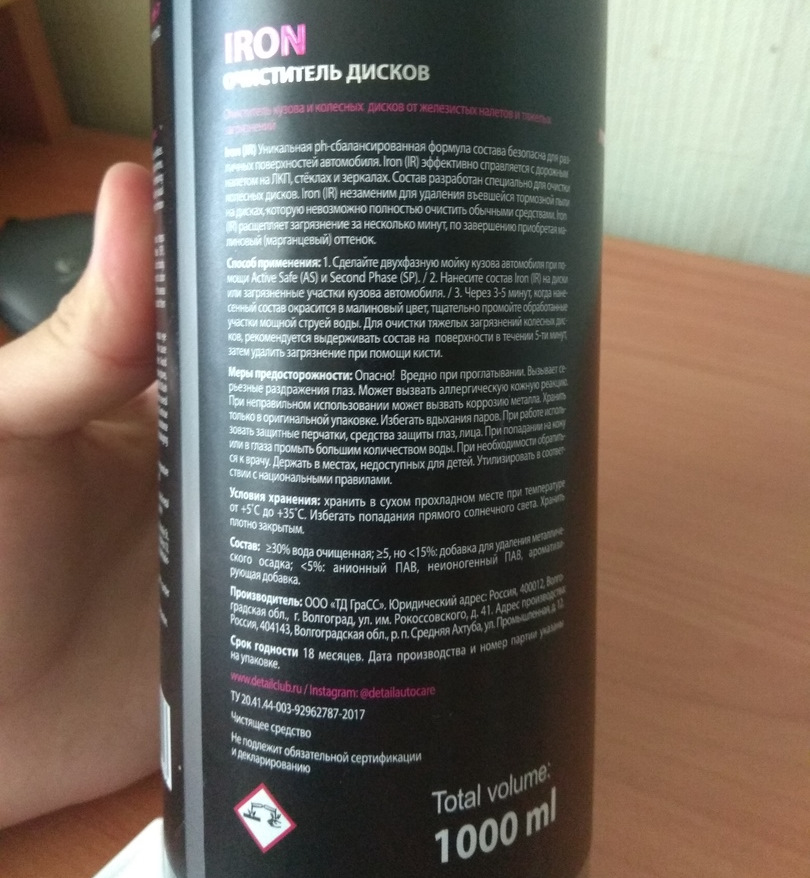 IRON
ОЧИСТИТЕЛЬ ДИСКОВ
Очиститель кузова и колесных дисков от железистых налетов и тяжелых
загрязнений
Iron (IR) Уникальная ph-сбалансированная формула состава безопасна для раз-
личных поверхностей автомобиля. Iron (IR) эффективно справляется с дорожным
налетом на ЛКП, стёклах и зеркалах. Состав разработан специально для очистки
колесных дисков. Iron (IR) незаменим для удаления въевшейся тормозной пыли
на дисках, которую невозможно полностью очистить обычными средствами. Iron
(IR) расщепляет загрязнение за несколько минут, по завершению приобретая ма-
линовый (марганцевый) оттенок.
Способ применения: 1. Сделайте двухфазную мойку кузова автомобиля при по-
мощи Active Safe (AS) и Second Phase (SP). / 2. Нанесите состав Iron (IR) на диски
или загрязненные участки кузова автомобиля. / 3. Через 3-5 минут, когда нане-
сенный состав окрасится в малиновый цвет, тщательно промойте обработанные
участки мощной струей воды. Для очистки тяжелых загрязнений колесных дис-
ков, рекомендуется выдерживать состав на поверхности в течении 5-ти минут,
затем удалить загрязнение при помощи кисти.
Меры предосторожности: Опасно! Вредно при проглатывании. Вызывает се-
рьезные раздражения глаз. Может вызвать аллергическую кожную реакцию.
При неправильном использовании может вызвать коррозию металла. Хранить
только в оригинальной упаковке. Избегать вдыхания паров. При работе исполь-
зовать защитные перчатки, средства защиты глаз, лица. При попадании на кожу
или в глаза промыть большим количеством воды. При необходимости обратить-
ся к врачу. Держать в местах, недоступных для детей. Утилизировать в соответ-
ствии с национальными правилами.
Условия хранения: хранить в сухом прохладном месте при температуре
от +5˚С до +35˚С. Избегать попадания прямого солнечного света. Хранить
плотно закрытым.
Состав: ≥30% вода очищенная; ≥5, но <15%: добавка для удаления металличе-
ского осадка; <5%: анионный ПАВ, неионогенный ПАВ, ароматизи-
рующая добавка.
Производитель: ООО «ТД ГраСС». Юридический адрес: Россия, 400012, Волго-
градская обл., г. Волгоград, ул. им. Рокоссовского, д. 41. Адрес производства:
Россия, 404143, Волгоградская обл., р. п. Средняя Ахтуба, ул. Промышленная, д. 12.
Срок годности 18 месяцев. Дата производства и номер партии указаны
на упаковке.
www.detailclub.ru / Instagram: @detailautocare
ТУ 20.41.44-003-92962787-2017
Чистящее средство
Не подлежит обязательной сертификации
и декларированию
Total volume:
1000 ml